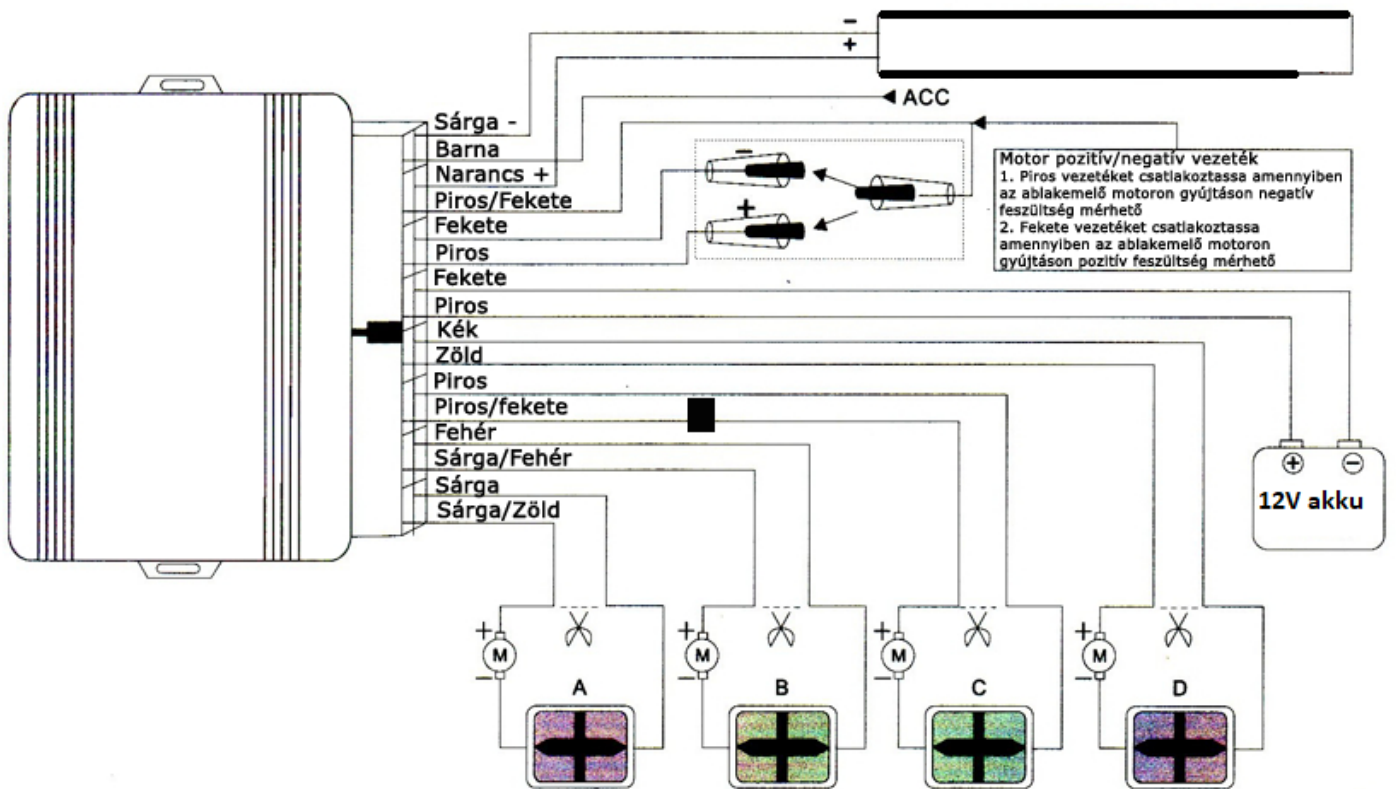 -
+
ACC
Sárga -
Barna
Narancs +
Piros/Fekete
Fekete
Piros
Fekete
Piros
Kék
Zöld
Piros
Piros/fekete
Fehér
Sárga/Fehér
Sárga
Sárga/Zöld
-
+
Motor pozitív/negatív vezeték
1. Piros vezetéket csatlakoztassa amennyiben
az ablakemelő motoron gyújtáson negatív
feszültség mérhető
2. Fekete vezetéket csatlakoztassa
amennyiben az ablakemelő motoron
gyújtáson pozitív feszültség mérhető
+ -
12V akku
+
M
-
A
+
M
-
B
+
M
-
C
+
M
-
D